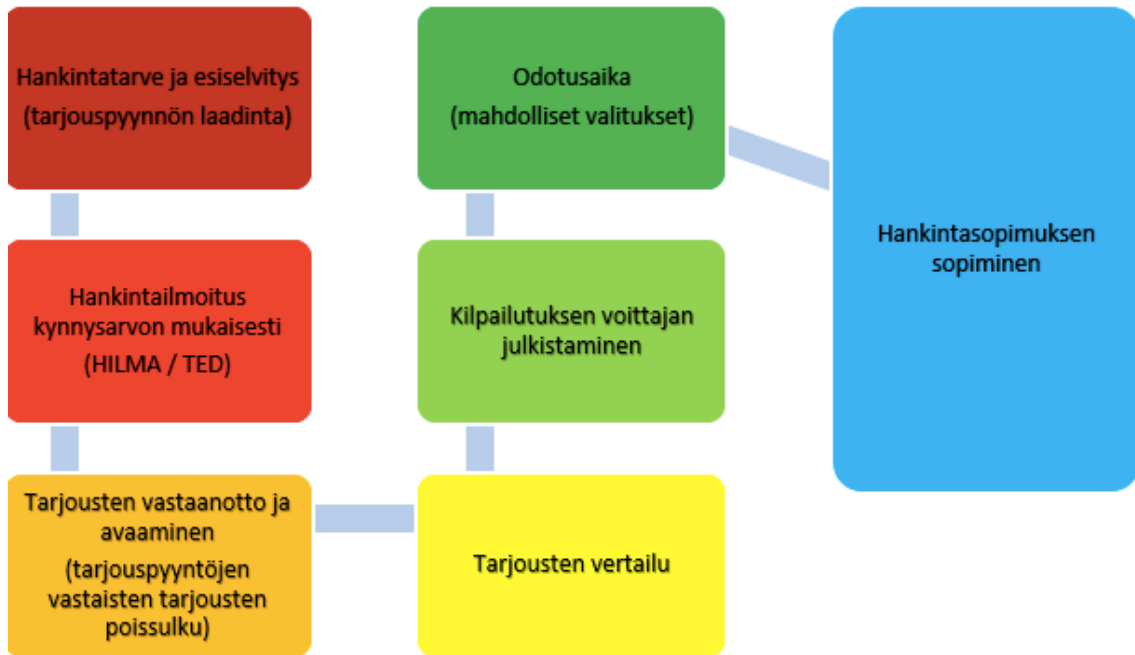 Hankintatarve ja esiselvitys
(tarjouspyynnön laadinta)
Hankintailmoitus
kynnysarvon mukaisesti
(HILMA / TED)
Tarjousten vastaanotto ja
avaaminen
(tarjouspyyntöjen
vastaisten tarjousten
poissulku)
Tarjousten vertailu
Kilpailutuksen voittajan
julkistaminen
Odotusaika
(mahdolliset valitukset)
Hankintasopimuksen
sopiminen